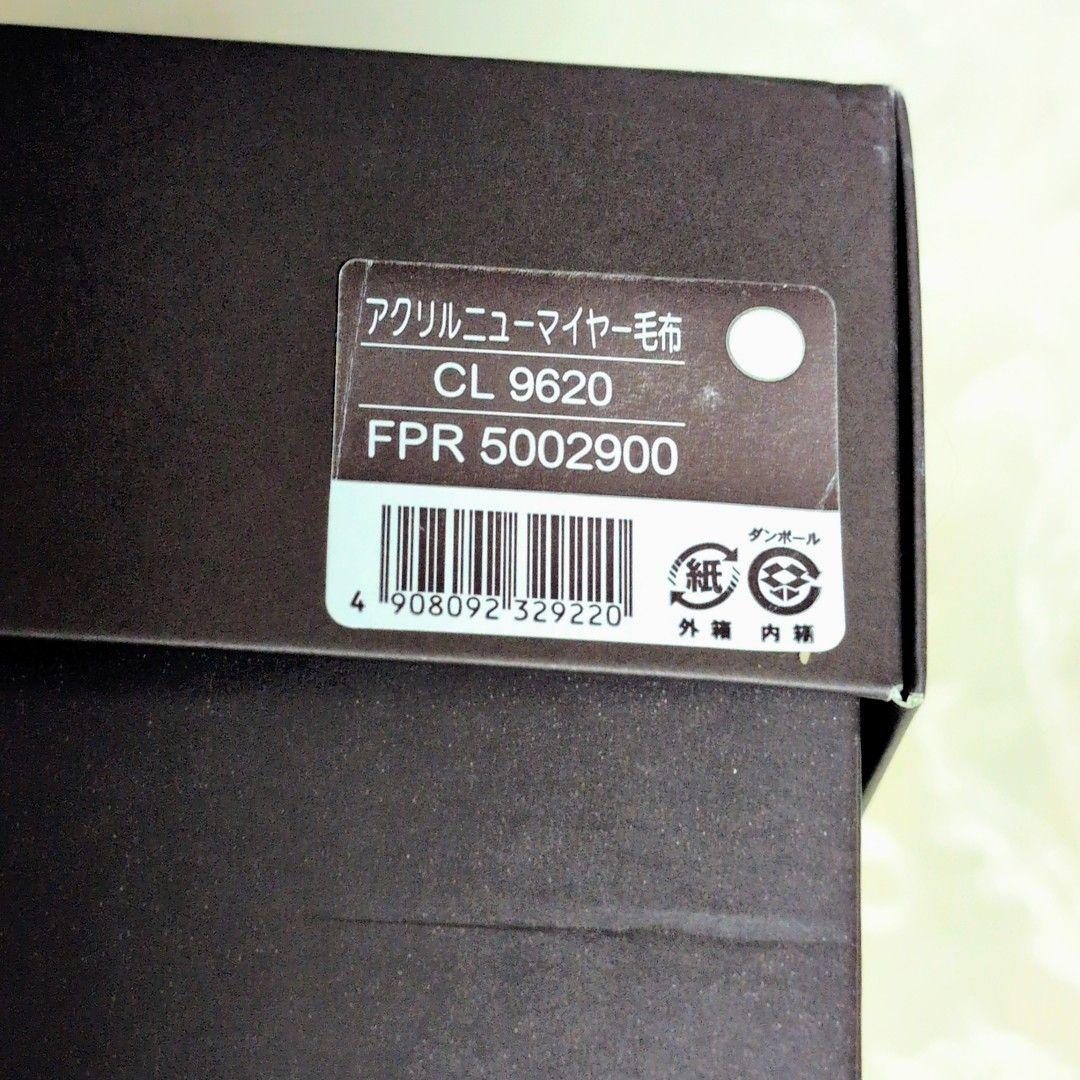 アクリルニューマイヤー毛布
CL 9620
FPR 5002900
4 908092 329220
紙
外箱
ダンボール
内箱